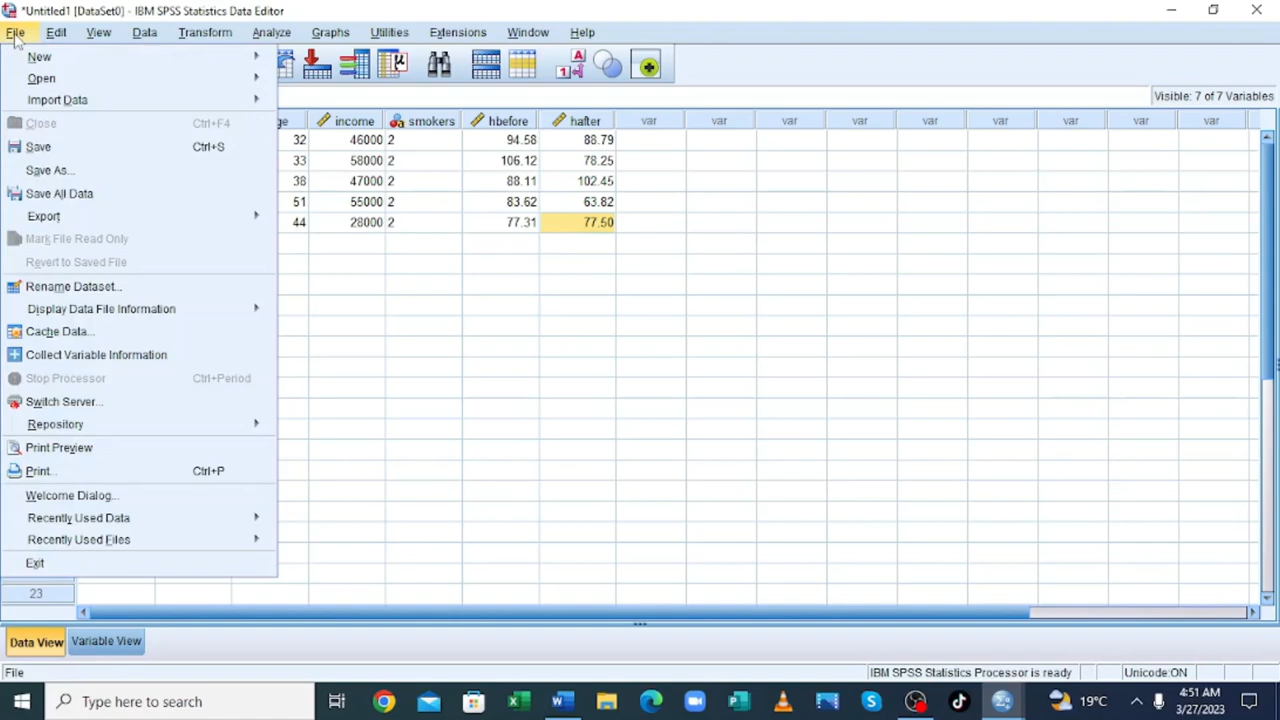 *Untitled1 [DataSet0] - IBM SPSS Statistics Data Editor
File Edit View Data Transform Analyze Graphs Utilities Extensions Window Help
New
Open
Import Data
Close Ctrl+F4
Save Ctrl+S
Save As...
Save All Data
Export
Mark File Read Only
Revert to Saved File
Rename Dataset...
Display Data File Information
Cache Data...
Collect Variable Information
Stop Processor Ctrl+Period
Switch Server...
Repository
Print Preview
Print... Ctrl+P
Welcome Dialog...
Recently Used Data
Recently Used Files
Exit
Visible: 7 of 7 Variables
ge income smokers hbefore hafter var var var var var var var var var
32 46000 2 94.58 88.79
33 58000 2 106.12 78.25
38 47000 2 88.11 102.45
51 55000 2 83.62 63.82
44 28000 2 77.31 77.50
23
Data View Variable View
File IBM SPSS Statistics Processor is ready Unicode:ON
Type here to search 19°C 4:51 AM
3/27/2023